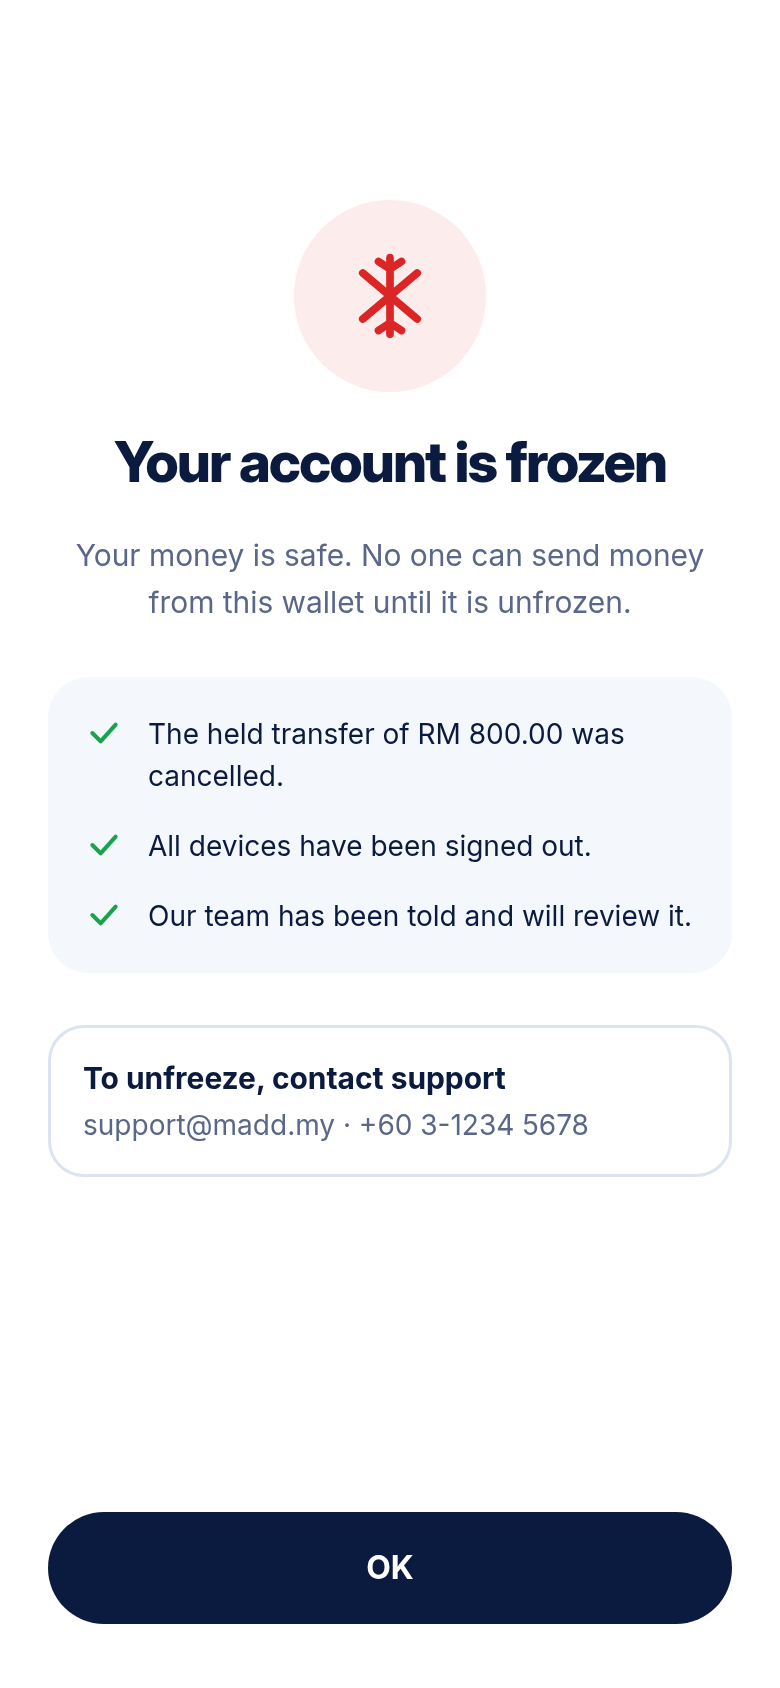 Your account is frozen
Your money is safe. No one can send money
from this wallet until it is unfrozen.
The held transfer of RM 800.00 was
cancelled.
All devices have been signed out.
Our team has been told and will review it.
To unfreeze, contact support
support@madd.my · +60 3-1234 5678
OK